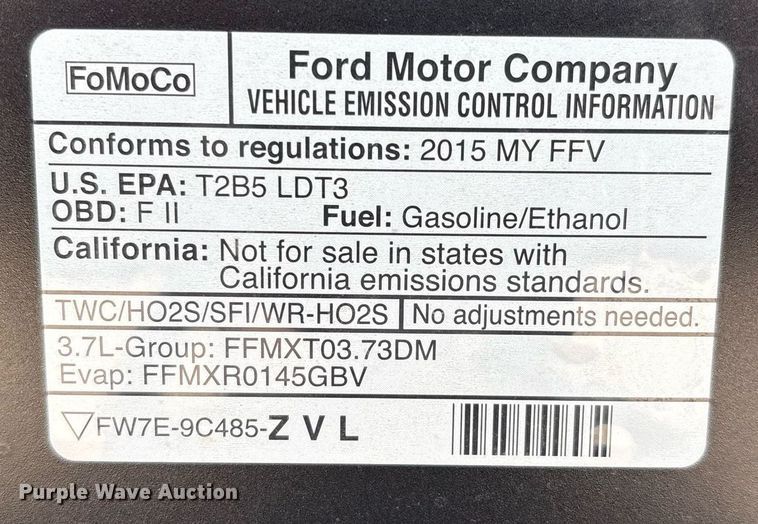 FoMoCo
Ford Motor Company
VEHICLE EMISSION CONTROL INFORMATION
Conforms to regulations: 2015 MY FFV
U.S. EPA: T2B5 LDT3
OBD: F II Fuel: Gasoline/Ethanol
California: Not for sale in states with
California emissions standards.
TWC/HO2S/SFI/WR-HO2S No adjustments needed.
3.7L-Group: FFMXT03.73DM
Evap: FFMXR0145GBV
▽FW7E-9C485-Z V L
Purple Wave Auction